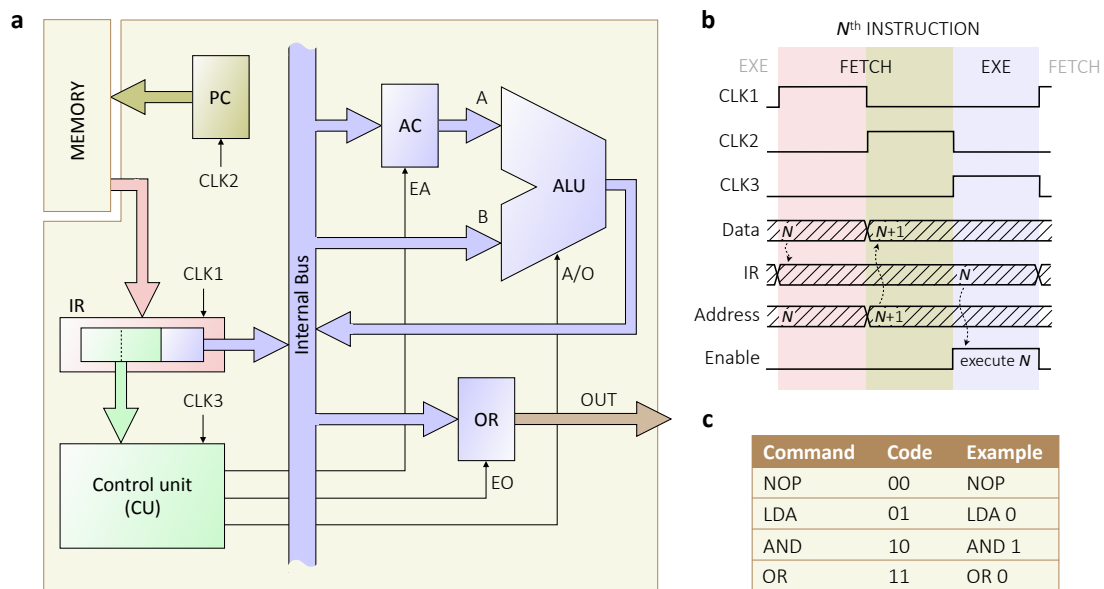 a
MEMORY
PC
CLK2
IR
CLK1
CLK3
Control unit
(CU)
Internal Bus
AC
EA
A
B
ALU
A/O
OR
EO
OUT
b
Nth INSTRUCTION
EXE FETCH EXE FETCH
CLK1
CLK2
CLK3
Data N N+1
IR N
Address N N+1
Enable execute N
c
Command Code Example
NOP 00 NOP
LDA 01 LDA 0
AND 10 AND 1
OR 11 OR 0